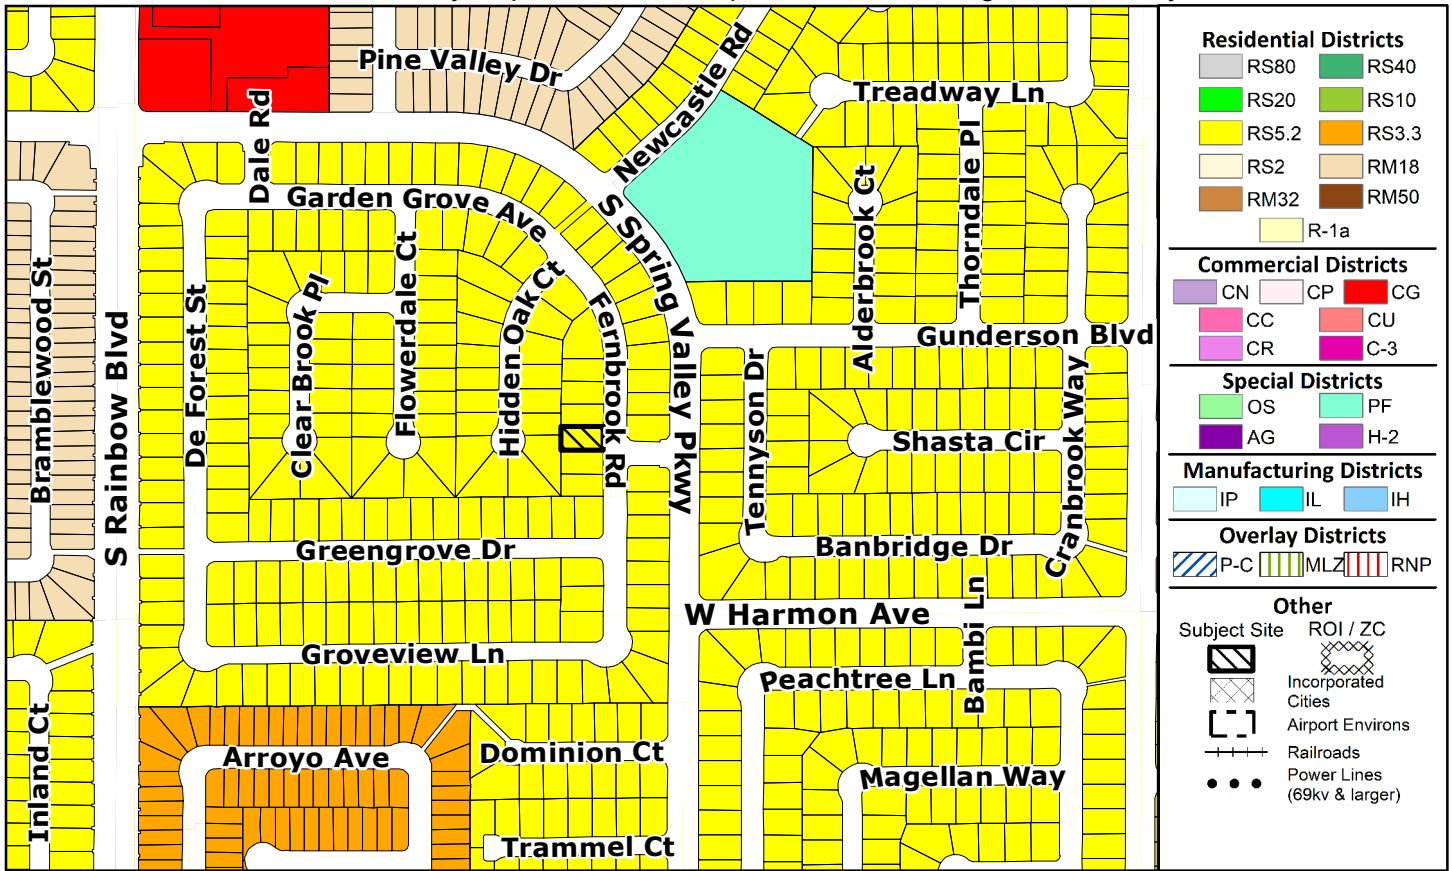 Pine Valley Dr
Newcastle Rd
Treadway Ln
Dale Rd
Garden Grove Ave
S Spring Valley Pkwy
Alderbrook Ct
Thorndale Pl
Bramblewood St
S Rainbow Blvd
De Forest St
Clear Brook Pl
Flowerdale Ct
Hidden Oak Ct
Fernbrook Rd
Gunderson Blvd
Tennyson Dr
Shasta Cir
Cranbrook Way
Greengrove Dr
Banbridge Dr
W Harmon Ave
Bambi Ln
Groveview Ln
Peachtree Ln
Inland Ct
Arroyo Ave
Dominion Ct
Magellan Way
Trammel Ct
Residential Districts
RS80 RS40
RS20 RS10
RS5.2 RS3.3
RS2 RM18
RM32 RM50
R-1a
Commercial Districts
CN CP CG
CC CU
CR C-3
Special Districts
OS PF
AG H-2
Manufacturing Districts
IP IL IH
Overlay Districts
P-C MLZ RNP
Other
Subject Site ROI / ZC
Incorporated
Cities
Airport Environs
Railroads
Power Lines
(69kv & larger)